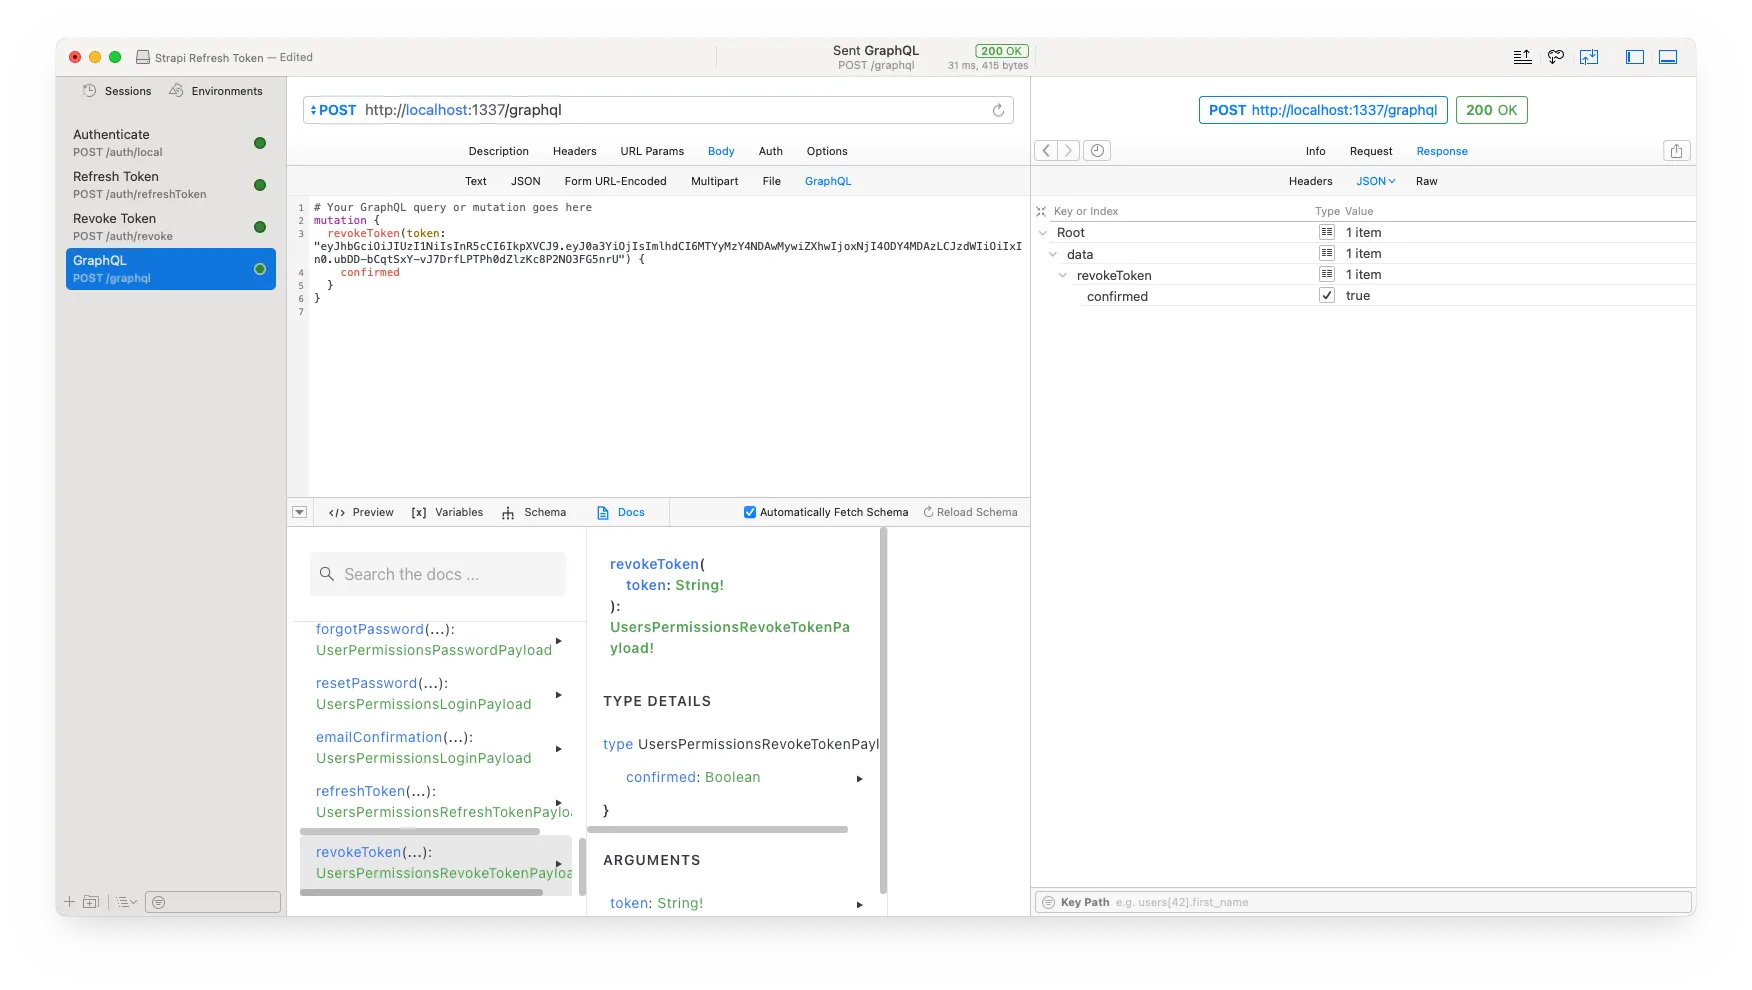 Strapi Refresh Token — Edited
Sent GraphQL
POST /graphql
200 OK
31 ms, 415 bytes
Sessions
Environments
Authenticate
POST /auth/local
Refresh Token
POST /auth/refreshToken
Revoke Token
POST /auth/revoke
GraphQL
POST /graphql
POST http://localhost:1337/graphql
Description Headers URL Params Body Auth Options
Text JSON Form URL-Encoded Multipart File GraphQL
1 # Your GraphQL query or mutation goes here
2 mutation {
3 revokeToken(token:
"eyJhbGciOiJIUzI1NiIsInR5cCI6IkpXVCJ9.eyJ0a3YiOjIsImlhdCI6MTYyMzY4NDAwMywiZXhwIjoxNjI4ODY4MDAzLCJzdWIiOiIxI
n0.ubDD-bCqtSxY-vJ7DrfLPTPh0dZlzKc8P2NO3FG5nrU") {
4 confirmed
5 }
6 }
7
Preview [x] Variables Schema Docs
Automatically Fetch Schema Reload Schema
Search the docs ...
forgotPassword(...):
UserPermissionsPasswordPayload
resetPassword(...):
UsersPermissionsLoginPayload
emailConfirmation(...):
UsersPermissionsLoginPayload
refreshToken(...):
UsersPermissionsRefreshTokenPaylo
revokeToken(...):
UsersPermissionsRevokeTokenPayloa
revokeToken(
token: String!
):
UsersPermissionsRevokeTokenPa
yload!
TYPE DETAILS
type UsersPermissionsRevokeTokenPayl
confirmed: Boolean
}
ARGUMENTS
token: String!
POST http://localhost:1337/graphql
200 OK
Info Request Response
Headers JSON Raw
Key or Index Type Value
Root 1 item
data 1 item
revokeToken 1 item
confirmed true
Key Path e.g. users[42].first_name